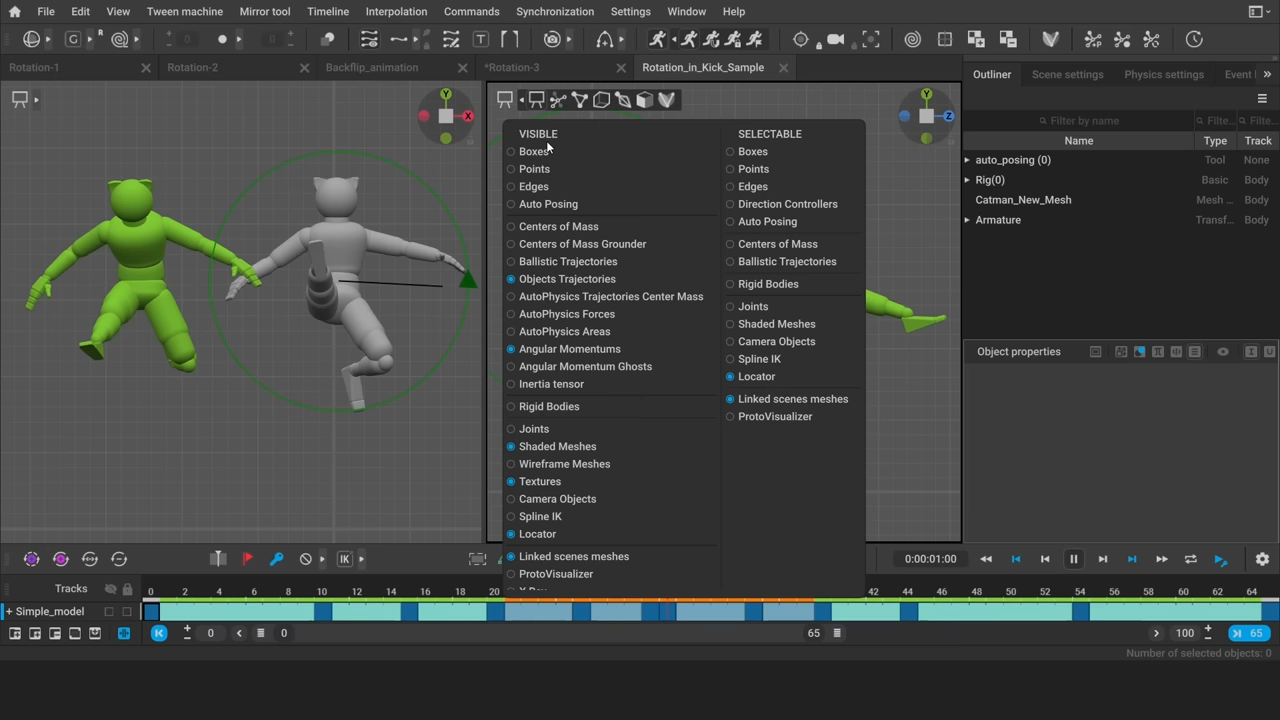 File Edit View Tween machine Mirror tool Timeline Interpolation Commands Synchronization Settings Window Help
G R 0 0 T
Rotation-1 Rotation-2 Backflip_animation *Rotation-3 Rotation_in_Kick_Sample Outliner Scene settings Physics settings Event l »
Y X Y Z
Filter by name Filte... Filte...
Name Type Track
auto_posing (0) Tool None
Rig(0) Basic Body
Catman_New_Mesh Mesh ... Body
Armature Transf... Body
Object properties
VISIBLE
Boxes
Points
Edges
Auto Posing
Centers of Mass
Centers of Mass Grounder
Ballistic Trajectories
Objects Trajectories
AutoPhysics Trajectories Center Mass
AutoPhysics Forces
AutoPhysics Areas
Angular Momentums
Angular Momentum Ghosts
Inertia tensor
Rigid Bodies
Joints
Shaded Meshes
Wireframe Meshes
Textures
Camera Objects
Spline IK
Locator
Linked scenes meshes
ProtoVisualizer
SELECTABLE
Boxes
Points
Edges
Direction Controllers
Auto Posing
Centers of Mass
Ballistic Trajectories
Rigid Bodies
Joints
Shaded Meshes
Camera Objects
Spline IK
Locator
Linked scenes meshes
ProtoVisualizer
IK 0:00:01:00
Tracks 0 2 4 6 8 10 12 14 16 18 20 42 44 46 48 50 52 54 56 58 60 62 64
+ Simple_model
0 0 65 100 65
Number of selected objects: 0